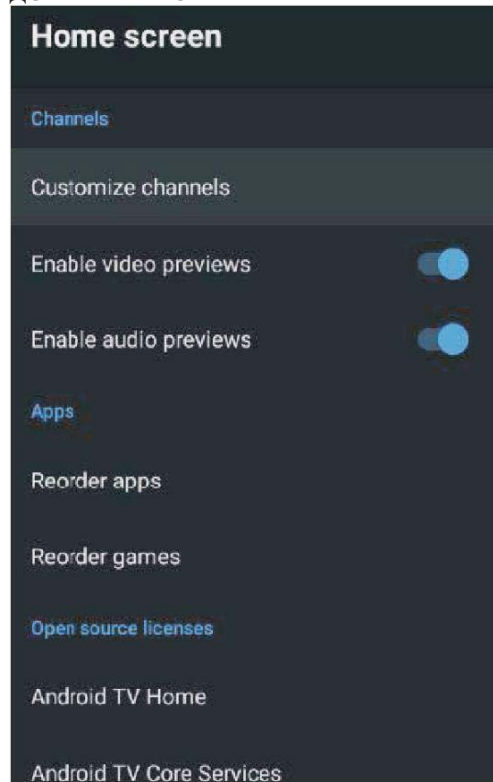 Home screen
Channels
Customize channels
Enable video previews
Enable audio previews
Apps
Reorder apps
Reorder games
Open source licenses
Android TV Home
Android TV Core Services